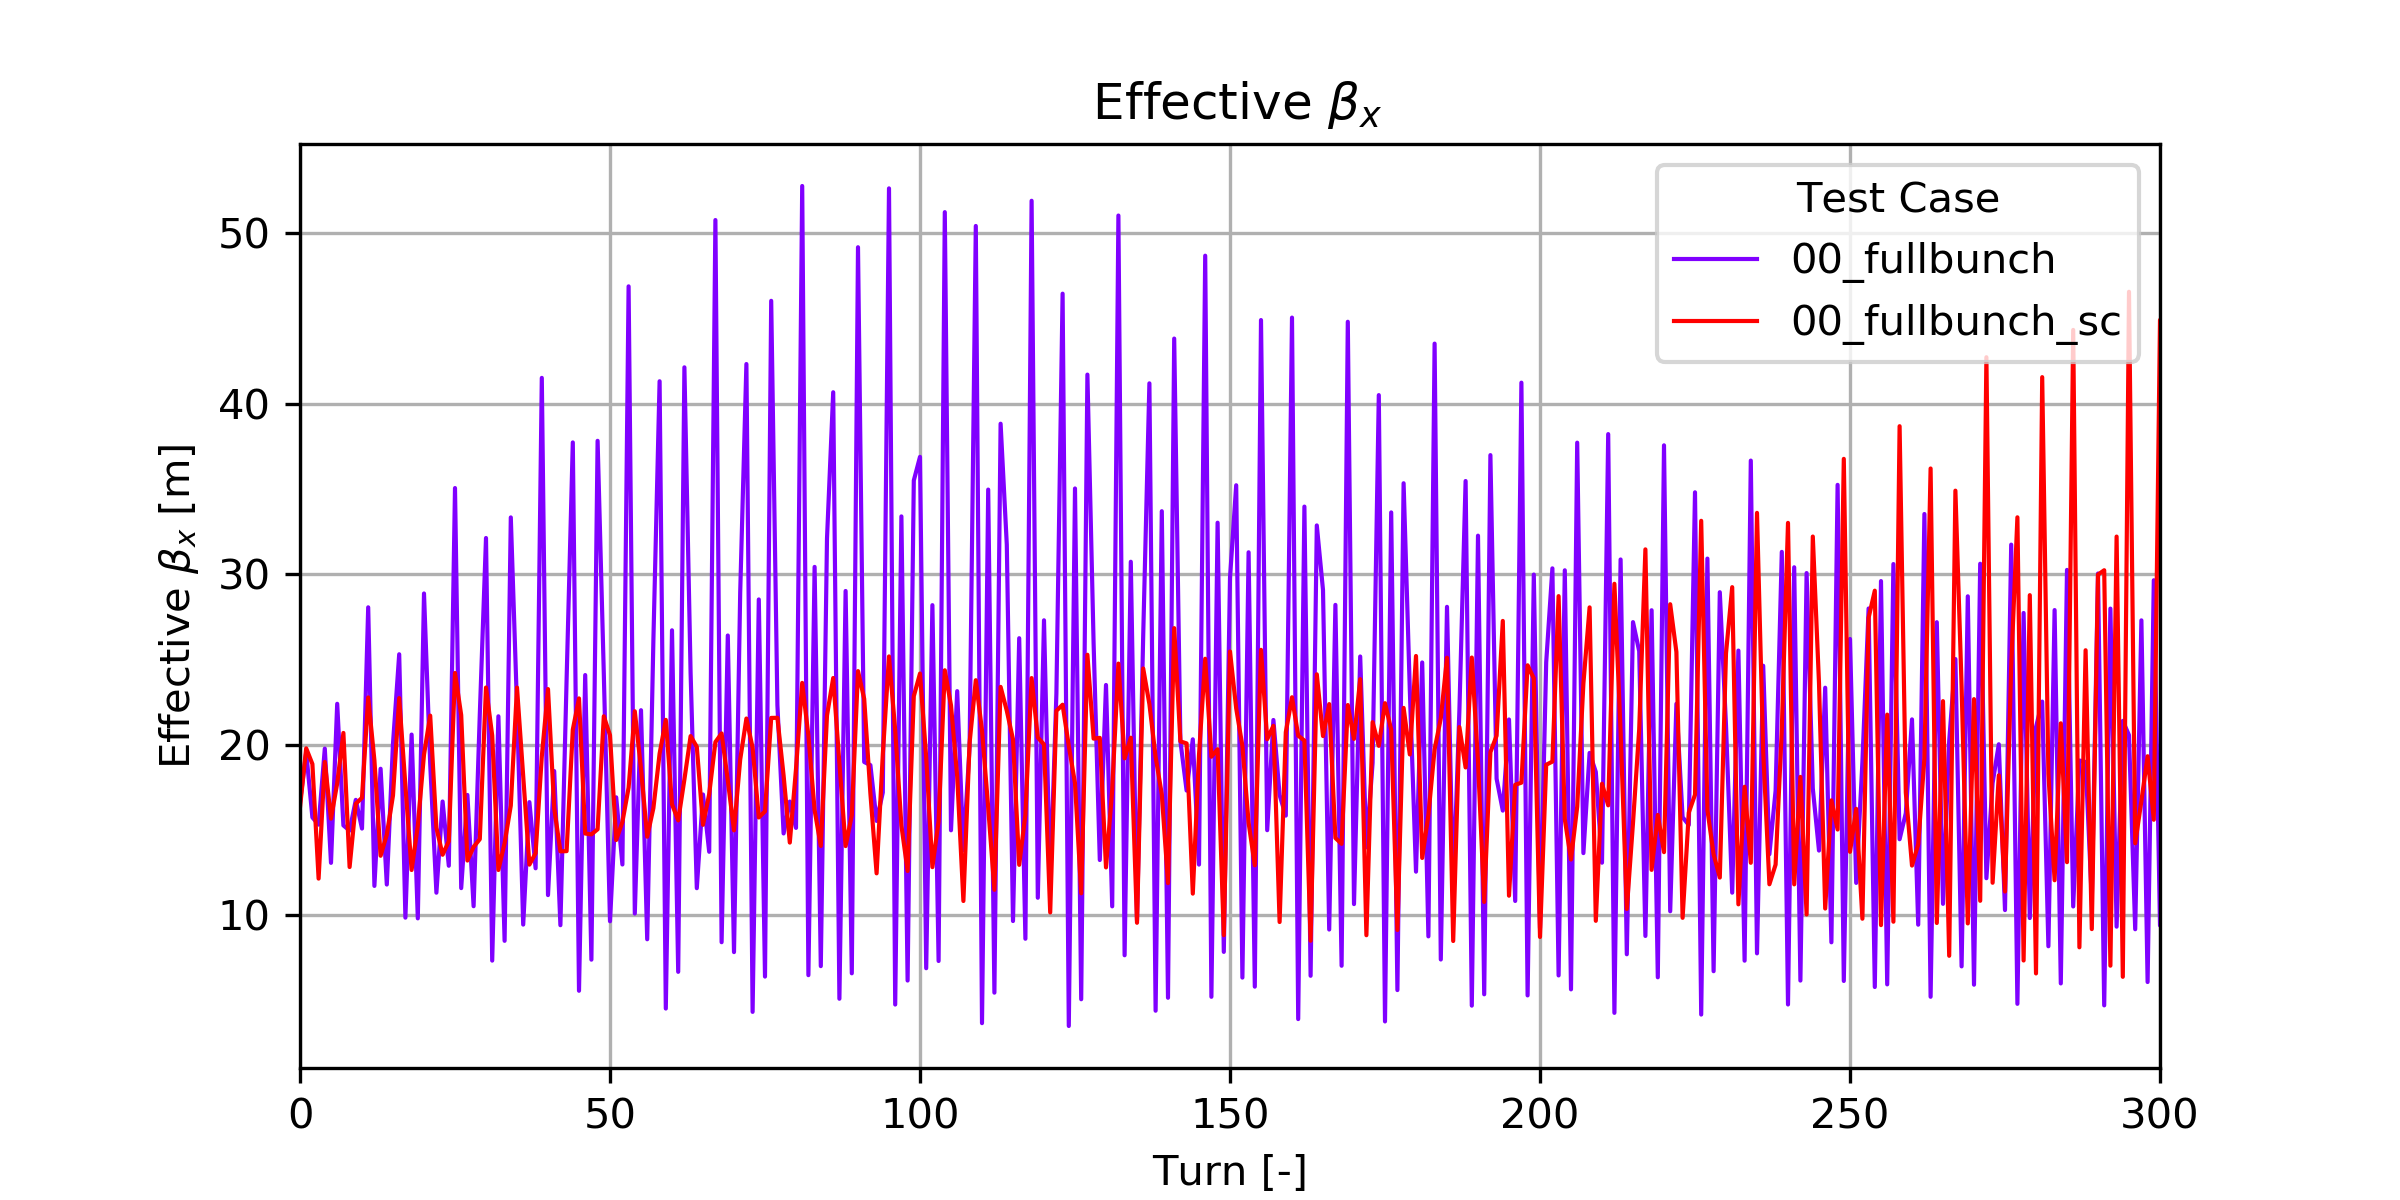 Effective βx
Test Case
00_fullbunch
00_fullbunch_sc
Effective βx [m]
50
40
30
20
10
0 50 100 150 200 250 300
Turn [-]